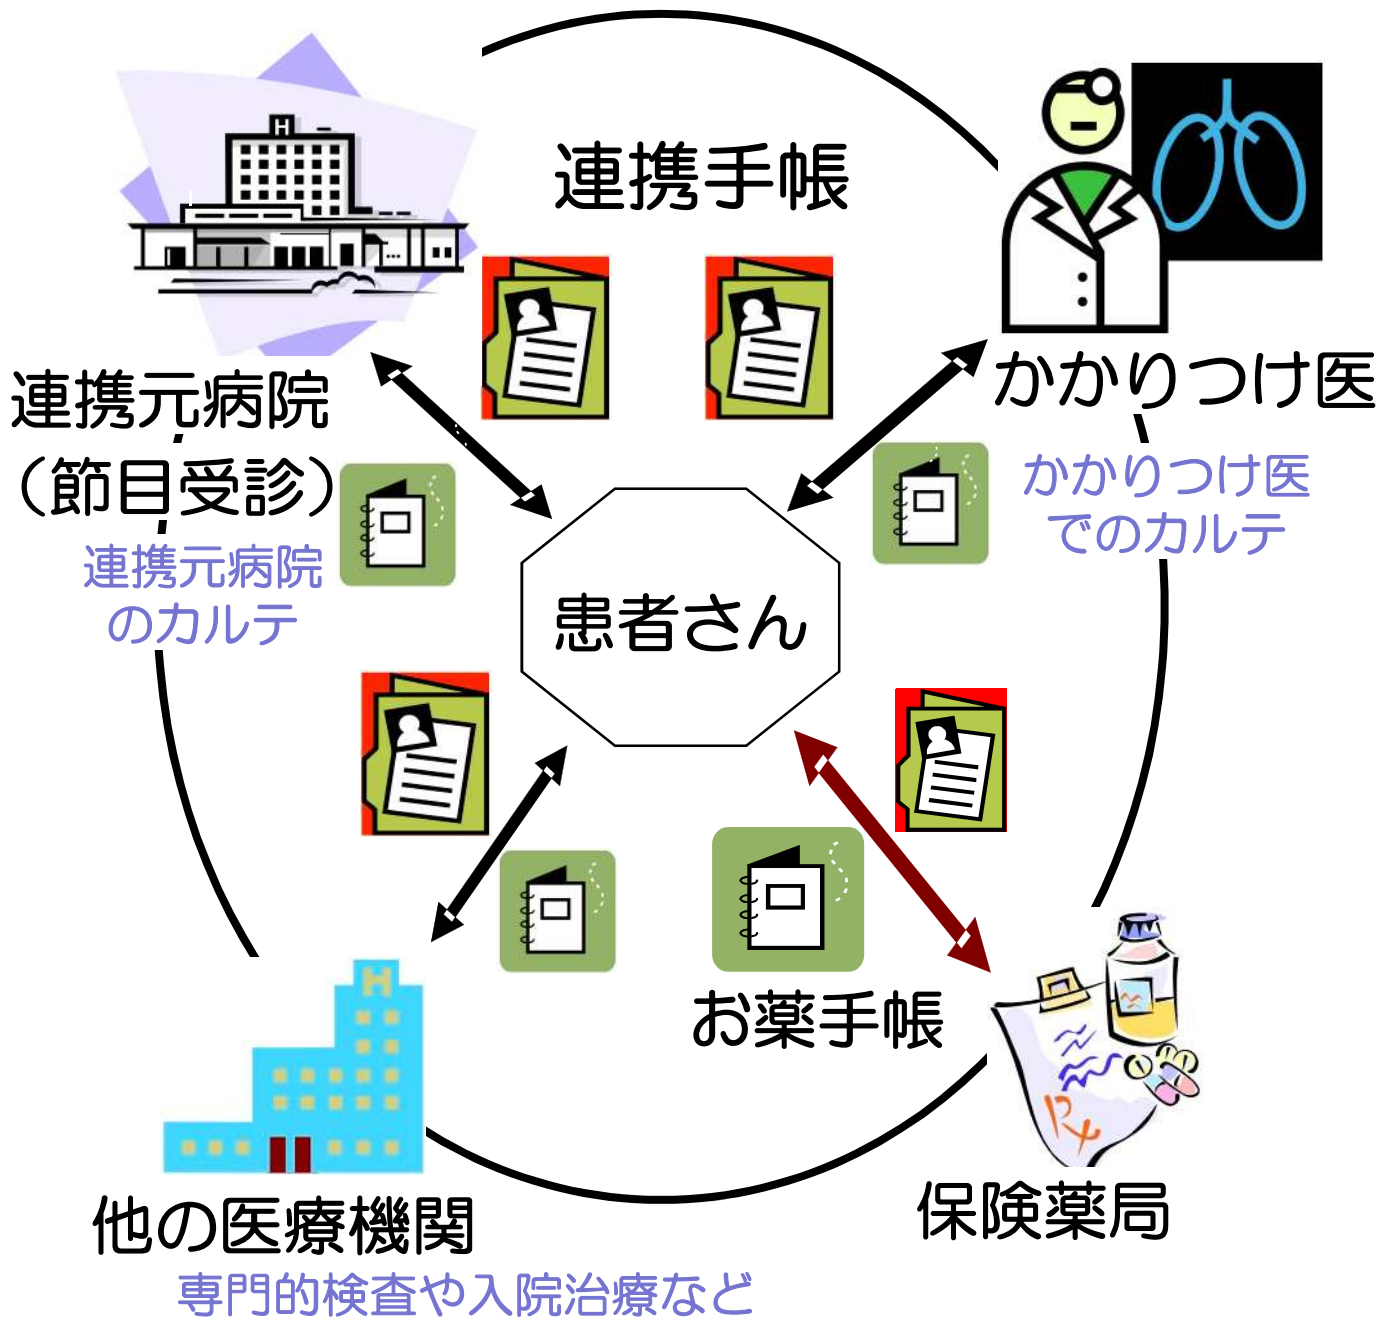 H
連携手帳
連携元病院
（節目受診）
連携元病院
のカルテ
かかりつけ医
かかりつけ医
でのカルテ
患者さん
お薬手帳
H
他の医療機関
専門的検査や入院治療など
Rx
保険薬局